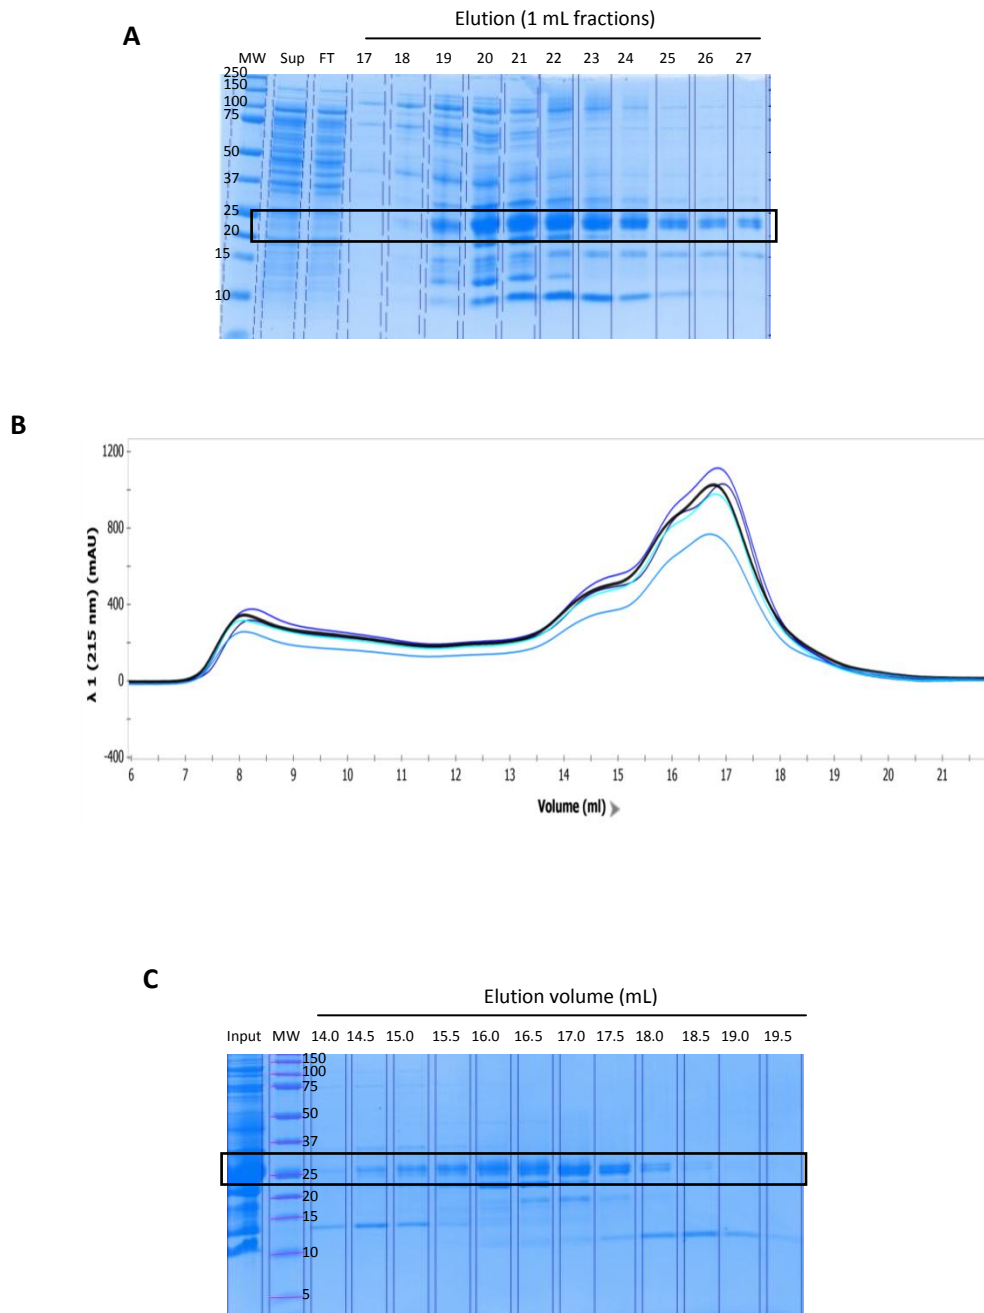 A
Elution (1 mL fractions)
MW Sup FT 17 18 19 20 21 22 23 24 25 26 27
250
150
100
75
50
37
25
20
15
10
B
λ 1 (215 nm) (mAU)
1200
800
400
0
-400
6 7 8 9 10 11 12 13 14 15 16 17 18 19 20 21
Volume (ml)
C
Elution volume (mL)
Input MW 14.0 14.5 15.0 15.5 16.0 16.5 17.0 17.5 18.0 18.5 19.0 19.5
150
100
75
50
37
25
20
15
10
5